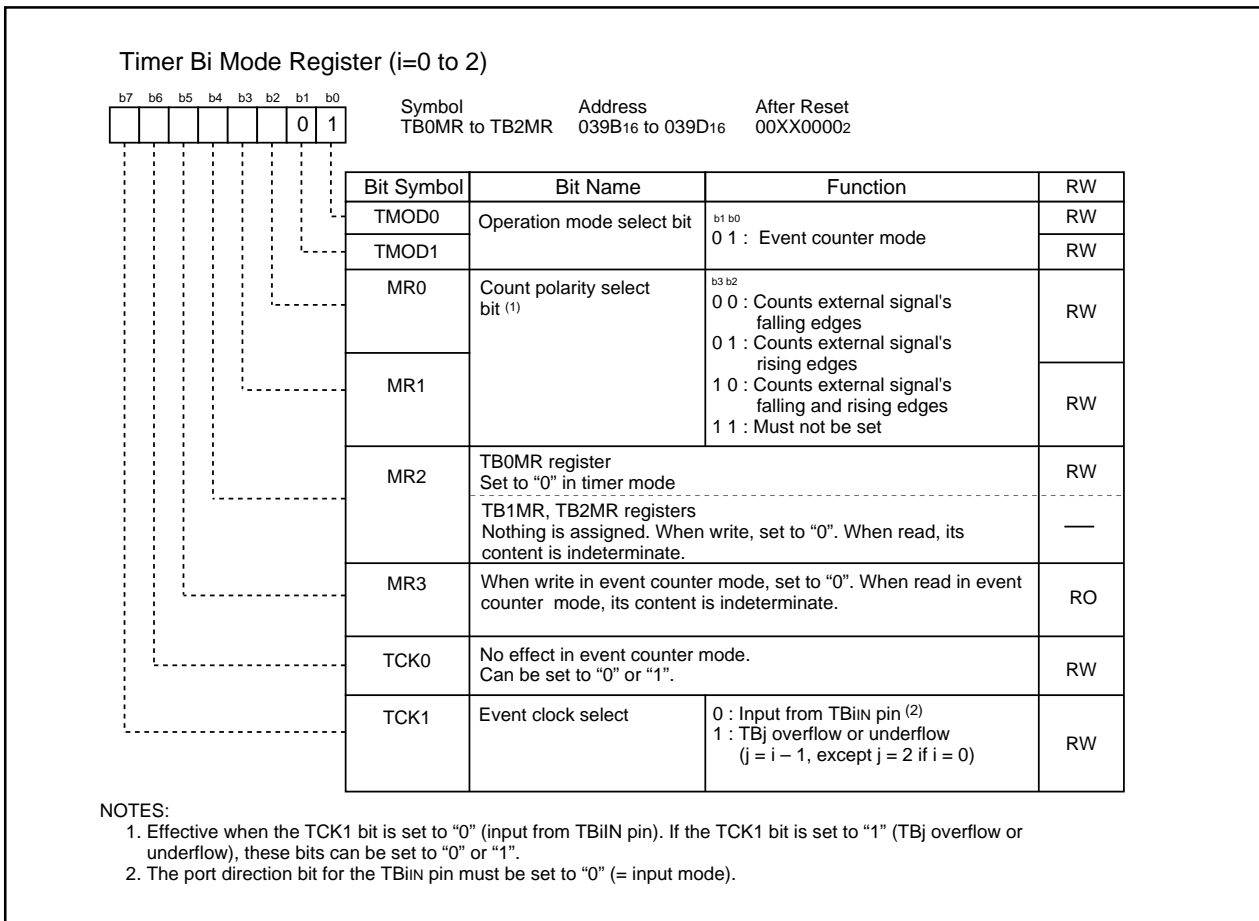 Timer Bi Mode Register (i=0 to 2)
b7 b6 b5 b4 b3 b2 b1 b0
0 1
Symbol Address After Reset
TB0MR to TB2MR 039B16 to 039D16 00XX00002
Bit Symbol Bit Name Function RW
TMOD0 Operation mode select bit b1 b0 RW
0 1 : Event counter mode
TMOD1 RW
MR0 Count polarity select b3 b2
bit (1) 0 0 : Counts external signal's RW
falling edges
0 1 : Counts external signal's
rising edges
MR1 1 0 : Counts external signal's RW
falling and rising edges
1 1 : Must not be set
MR2 TB0MR register RW
Set to “0” in timer mode
TB1MR, TB2MR registers
Nothing is assigned. When write, set to “0”. When read, its —
content is indeterminate.
MR3 When write in event counter mode, set to “0”. When read in event RO
counter mode, its content is indeterminate.
TCK0 No effect in event counter mode. RW
Can be set to “0” or “1”.
TCK1 Event clock select 0 : Input from TBiIN pin (2) RW
1 : TBj overflow or underflow
(j = i – 1, except j = 2 if i = 0)
NOTES:
1. Effective when the TCK1 bit is set to “0” (input from TBiIN pin). If the TCK1 bit is set to “1” (TBj overflow or
underflow), these bits can be set to “0” or “1”.
2. The port direction bit for the TBiIN pin must be set to “0” (= input mode).